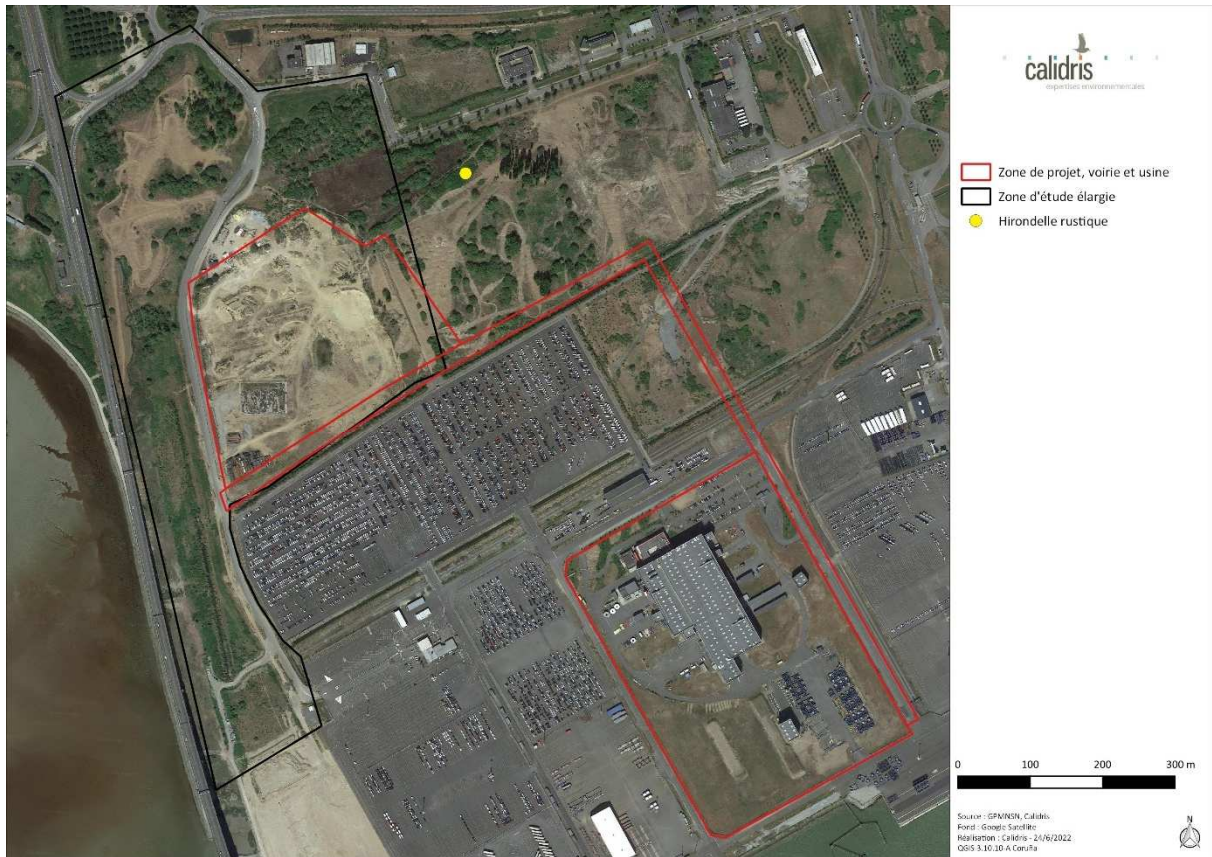 calidris
expertises environnementales
Zone de projet, voirie et usine
Zone d'étude élargie
Hirondelle rustique
0 100 200 300 m
Source : GPMNSN, Calidris
Fond : Google Satellite
Réalisation : Calidris - 24/6/2022
QGIS 3.10.10-A Coruña
N